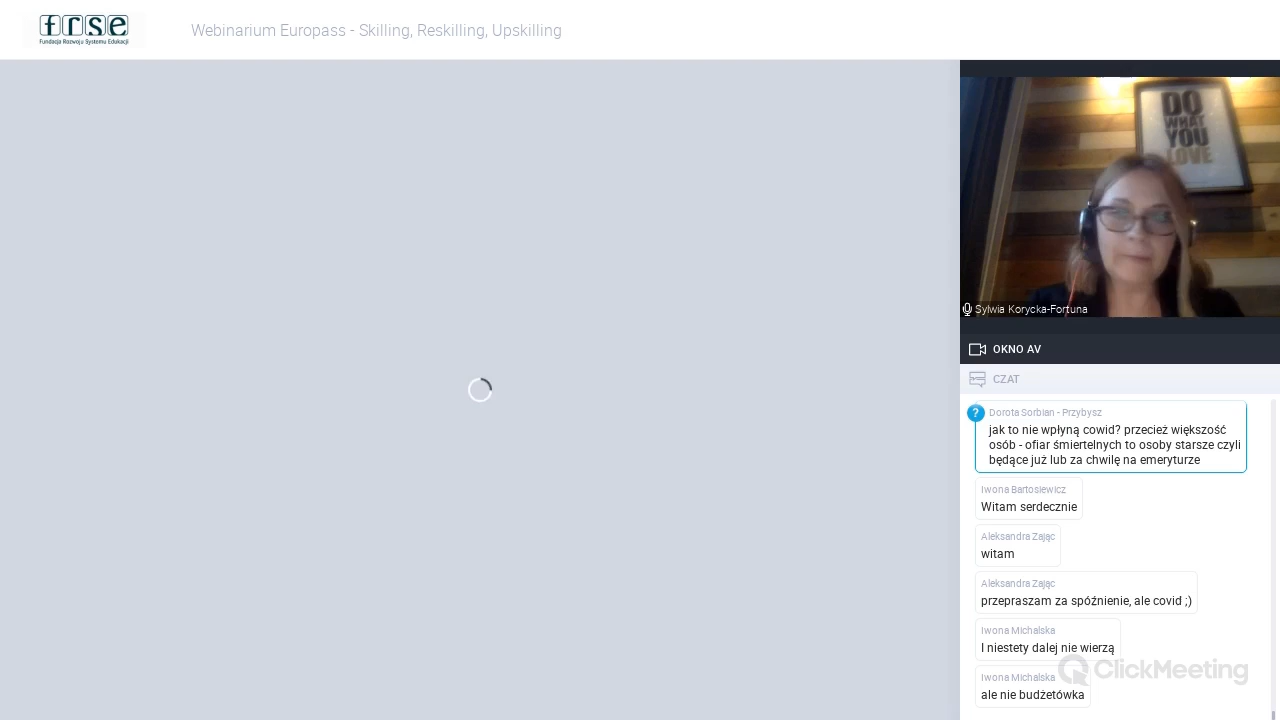 frse
Fundacja Rozwoju Systemu Edukacji
Webinarium Europass - Skilling, Reskilling, Upskilling
DO
WHAT
YOU
LOVE
Sylwia Korycka-Fortuna
OKNO AV
CZAT
?
Dorota Sorbian - Przybysz
jak to nie wpłyną cowid? przecież większość
osób - ofiar śmiertelnych to osoby starsze czyli
będące już lub za chwilę na emeryturze
Iwona Bartosiewicz
Witam serdecznie
Aleksandra Zając
witam
Aleksandra Zając
przepraszam za spóźnienie, ale covid ;)
Iwona Michalska
I niestety dalej nie wierzą
ClickMeeting
Iwona Michalska
ale nie budżetówka